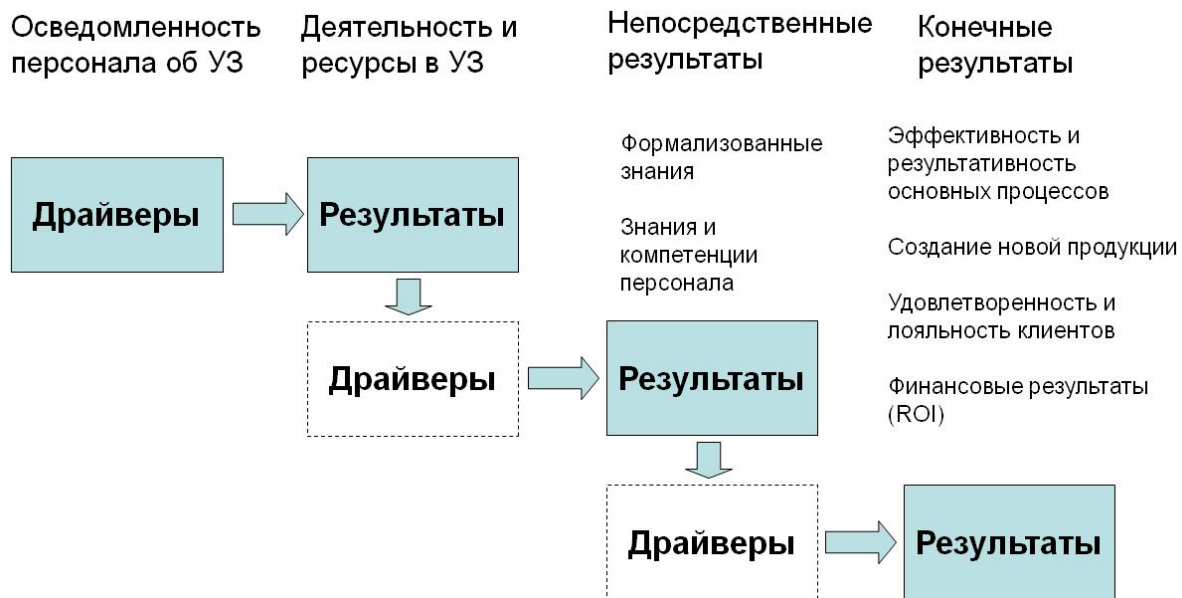 Осведомленность
персонала об УЗ
Деятельность и
ресурсы в УЗ
Непосредственные
результаты
Конечные
результаты
Формализованные
знания
Знания и
компетенции
персонала
Эффективность и
результативность
основных процессов
Создание новой продукции
Удовлетворенность и
лояльность клиентов
Финансовые результаты
(ROI)
Драйверы
Результаты
Драйверы
Результаты
Драйверы
Результаты